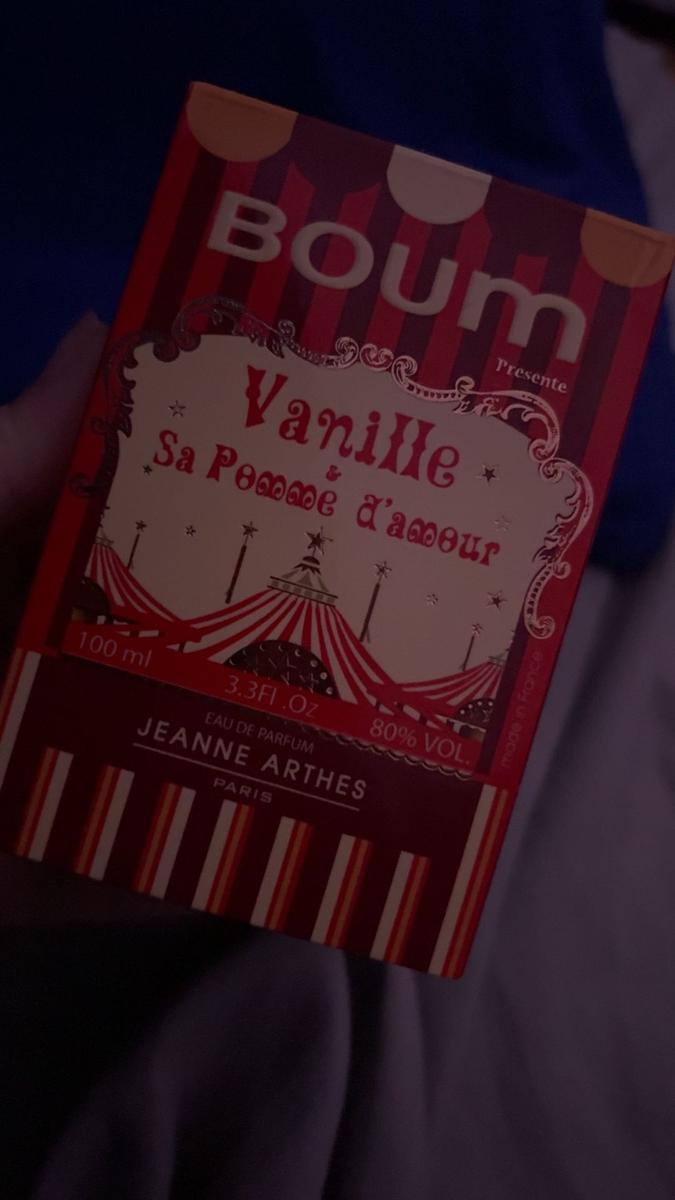 Boum
Presente
Vanille
&
Sa Pomme d'amour
100 ml
3.3Fl .Oz
80% VOL.
made in France
EAU DE PARFUM
JEANNE ARTHES
PARIS